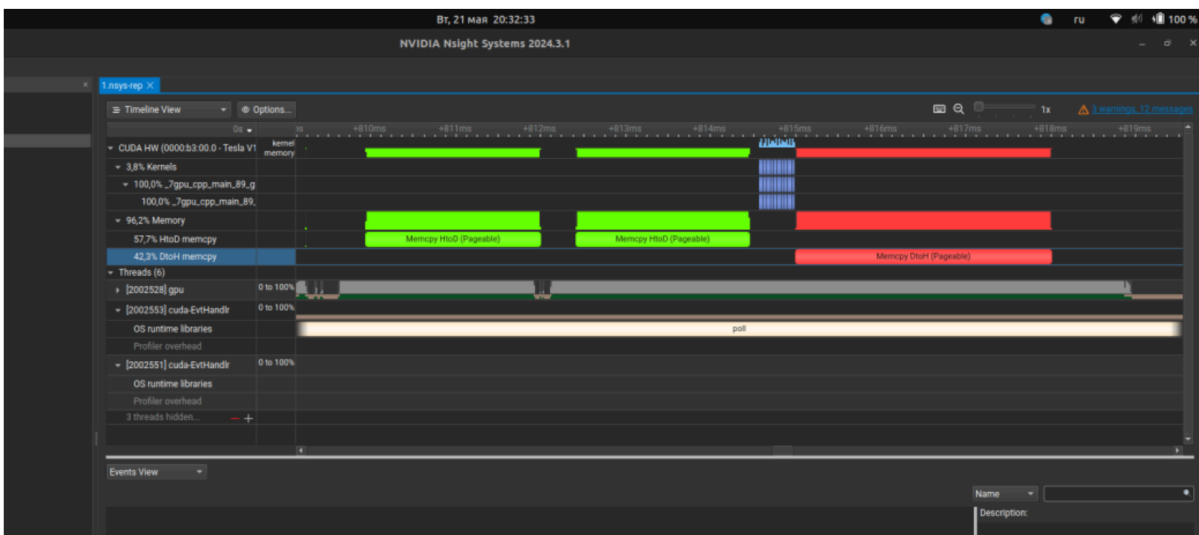 Вт, 21 мая 20:32:33
ru
100 %
NVIDIA Nsight Systems 2024.3.1
1.nsys-rep
Timeline View
Options...
1x
3 warnings, 12 messages
0s
+810ms +811ms +812ms +813ms +814ms +815ms +816ms +817ms +818ms +819ms
CUDA HW (0000:b3:00.0 - Tesla V1
kernel
memory
3,8% Kernels
100,0% _7gpu_cpp_main_89_g
100,0% _7gpu_cpp_main_89_
96,2% Memory
57,7% HtoD memcpy
Memcpy HtoD (Pageable)
Memcpy HtoD (Pageable)
42,3% DtoH memcpy
Memcpy DtoH (Pageable)
Threads (6)
[2002528] gpu
0 to 100%
[2002553] cuda-EvtHandlr
0 to 100%
OS runtime libraries
poll
Profiler overhead
[2002551] cuda-EvtHandlr
0 to 100%
OS runtime libraries
Profiler overhead
3 threads hidden...
Events View
Name
Description: